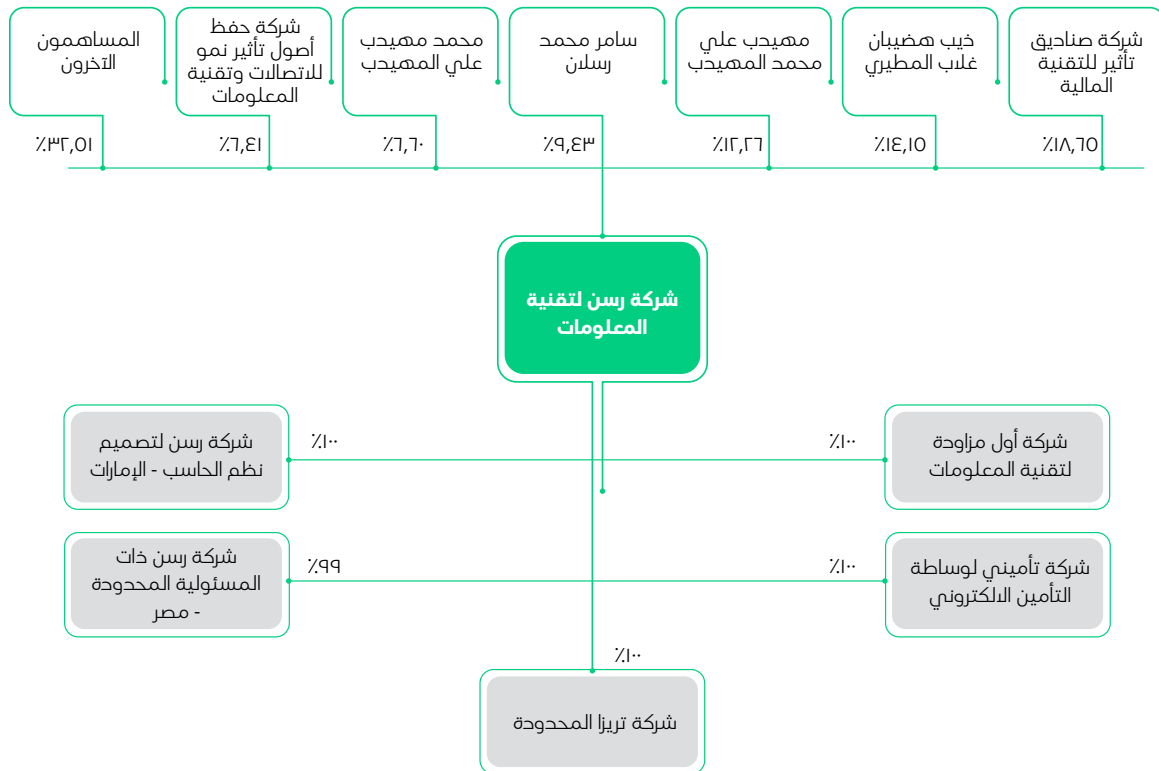 شركة صناديق
تأثير للتقنية
المالية
ذيب هضيبان
غلاب المطيري
مهيدب علي
محمد المهيدب
سامر محمد
رسلان
محمد مهيدب
علي المهيدب
شركة حفظ
أصول تأثير نمو
للاتصالات وتقنية
المعلومات
المساهمون
الآخرون
٪١٨,٦٥
٪١٤,١٥
٪١٢,٢٦
٪٩,٤٣
٪٦,٦٠
٪٦,٤١
٪٣٢,٥١
شركة رسن لتقنية
المعلومات
شركة أول مزاودة
لتقنية المعلومات
٪١٠٠
٪١٠٠
شركة رسن لتصميم
نظم الحاسب - الإمارات
شركة تأميني لوساطة
التأمين الالكتروني
٪١٠٠
٪٩٩
شركة رسن ذات
المسئولية المحدودة
- مصر
٪١٠٠
شركة تريزا المحدودة